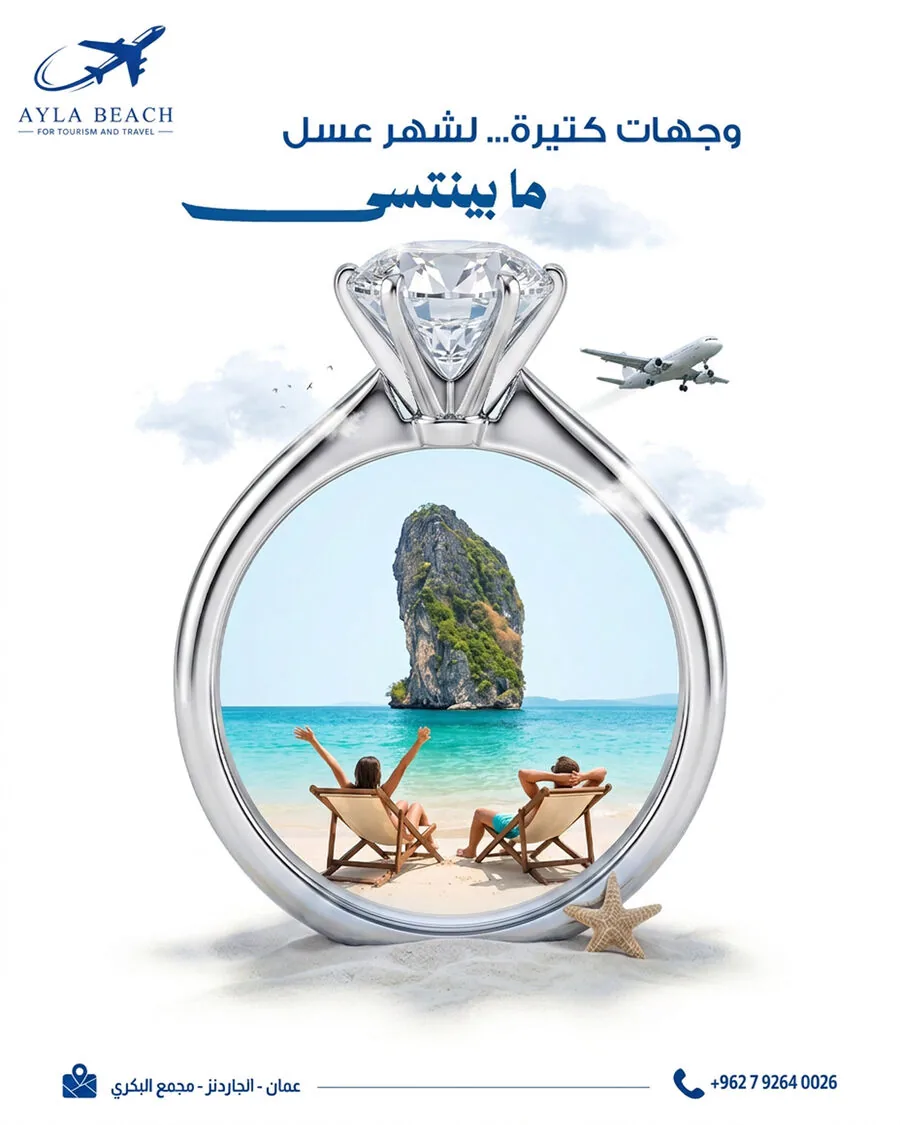 AYLA BEACH
FOR TOURISM AND TRAVEL
وجهات كتيرة... لشهر عسل
ما بينتسى
عمان - الجاردنز - مجمع البكري
+962 7 9264 0026